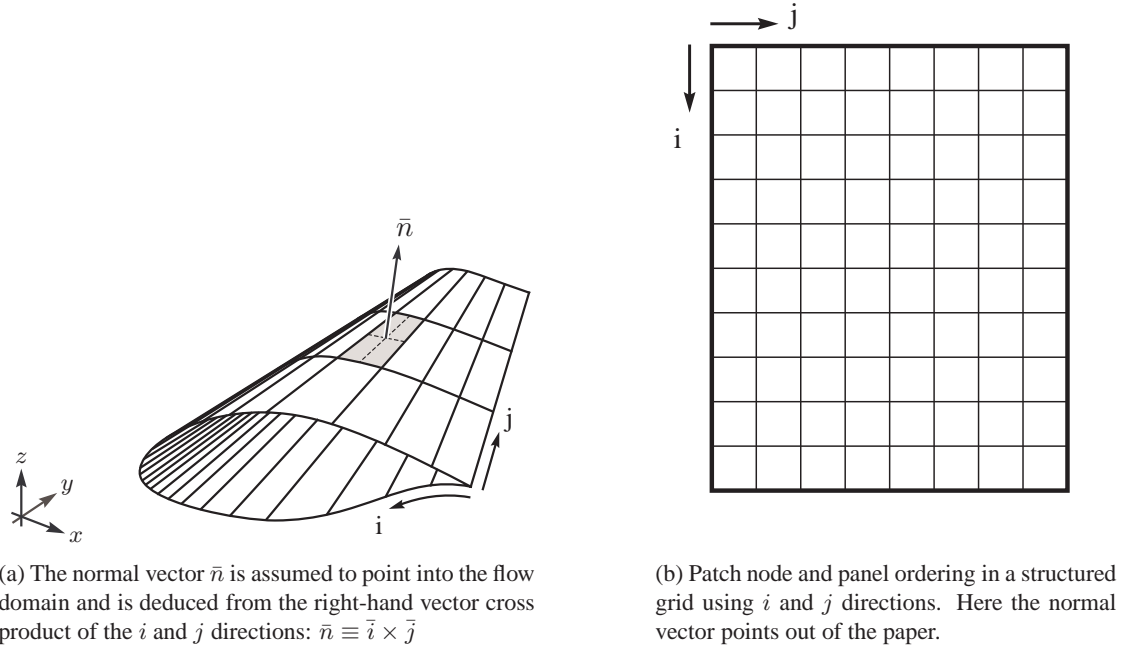 j
i
n̄
j
z
y
x
i
(a) The normal vector n̄ is assumed to point into the flow
domain and is deduced from the right-hand vector cross
product of the i and j directions: n̄ ≡ ī × j̄
(b) Patch node and panel ordering in a structured
grid using i and j directions. Here the normal
vector points out of the paper.